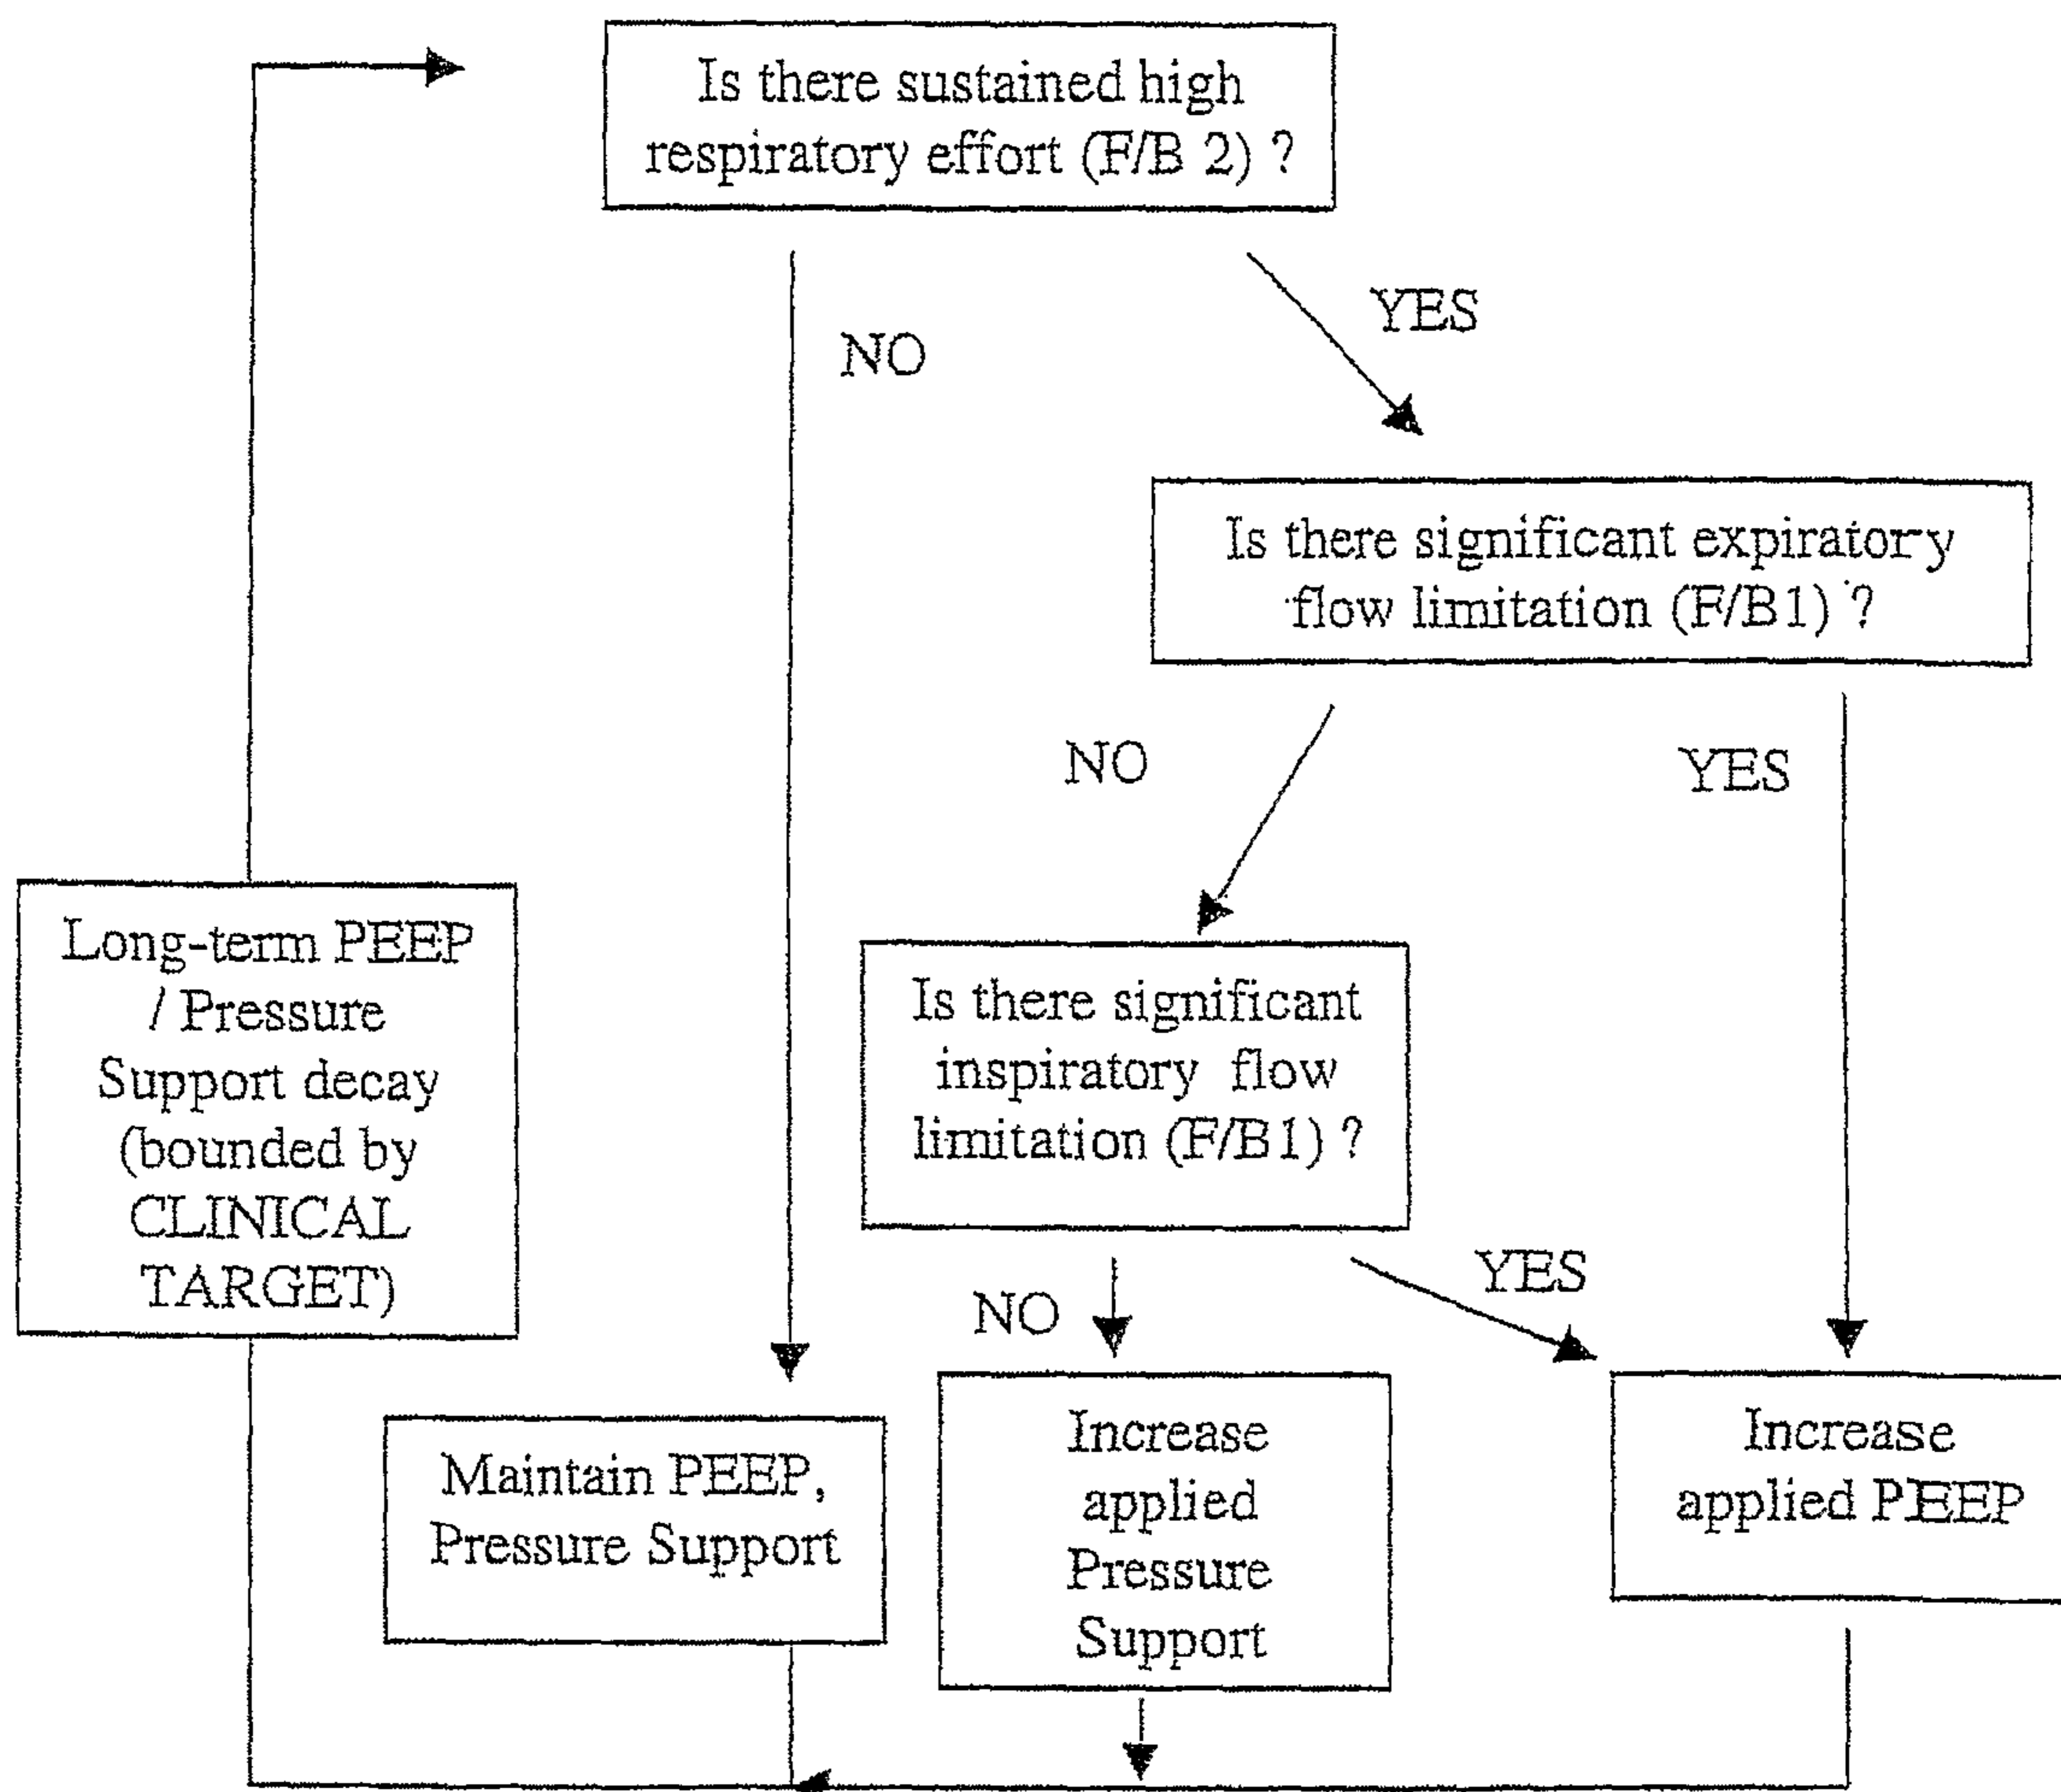 Is there sustained high
respiratory effort (F/B 2) ?
YES
NO
Is there significant expiratory
flow limitation (F/B1) ?
NO
YES
Long-term PEEP
/ Pressure
Support decay
(bounded by
CLINICAL
TARGET)
Is there significant
inspiratory flow
limitation (F/B1) ?
YES
NO
Maintain PEEP,
Pressure Support
Increase
applied
Pressure
Support
Increase
applied PEEP